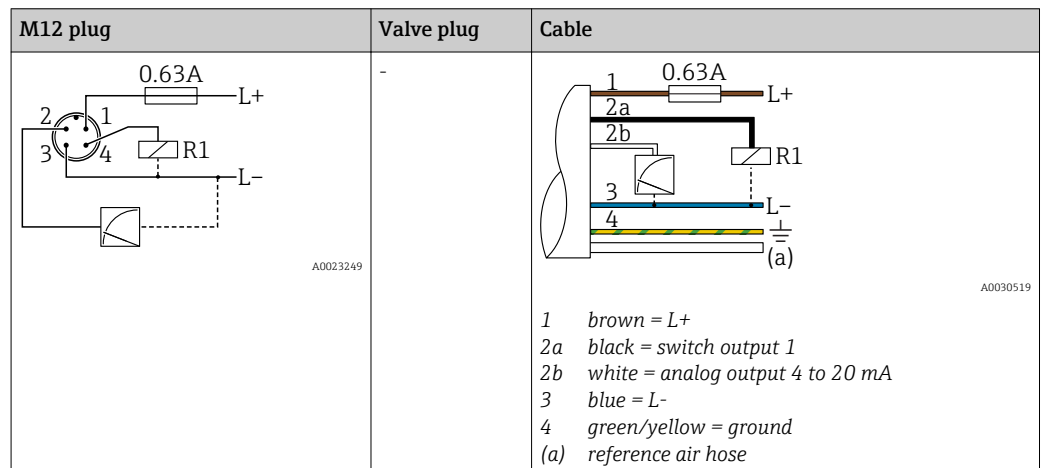 M12 plug
Valve plug
Cable
0.63A
L+
2
1
3
4
R1
L–
A0023249
-
1
0.63A
L+
2a
2b
R1
3
L–
4
(a)
A0030519
1 brown = L+
2a black = switch output 1
2b white = analog output 4 to 20 mA
3 blue = L-
4 green/yellow = ground
(a) reference air hose